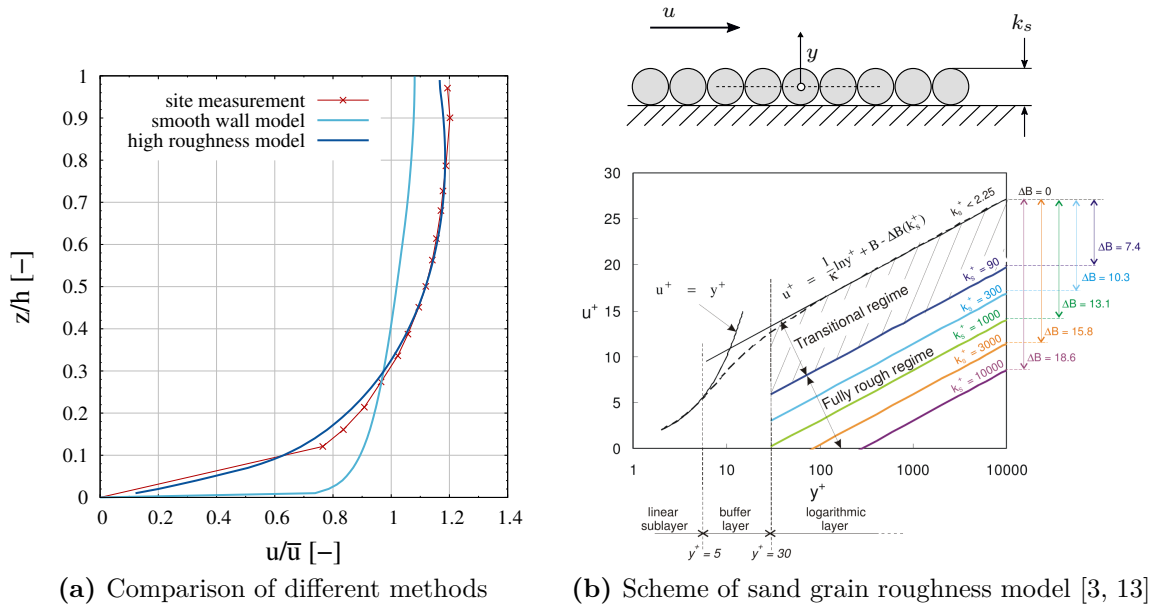 site measurement
smooth wall model
high roughness model
1
0.9
0.8
0.7
0.6
0.5
0.4
0.3
0.2
0.1
0
z/h [−]
0 0.2 0.4 0.6 0.8 1 1.2 1.4
u/u̅ [−]
(a) Comparison of different methods
u
y
k_s
30
25
20
15
10
5
0
u⁺
1 10 100 1000 10000
y⁺
u⁺ = y⁺
u⁺ = 1/κ lny⁺ + B - ΔB(k_s⁺)
k_s⁺ < 2.25
k_s⁺ = 90
k_s⁺ = 300
k_s⁺ = 1000
k_s⁺ = 3000
k_s⁺ = 10000
Transitional regime
Fully rough regime
ΔB = 0
ΔB = 7.4
ΔB = 10.3
ΔB = 13.1
ΔB = 15.8
ΔB = 18.6
linear
sublayer
buffer
layer
logarithmic
layer
y⁺ = 5
y⁺ = 30
(b) Scheme of sand grain roughness model [3, 13]